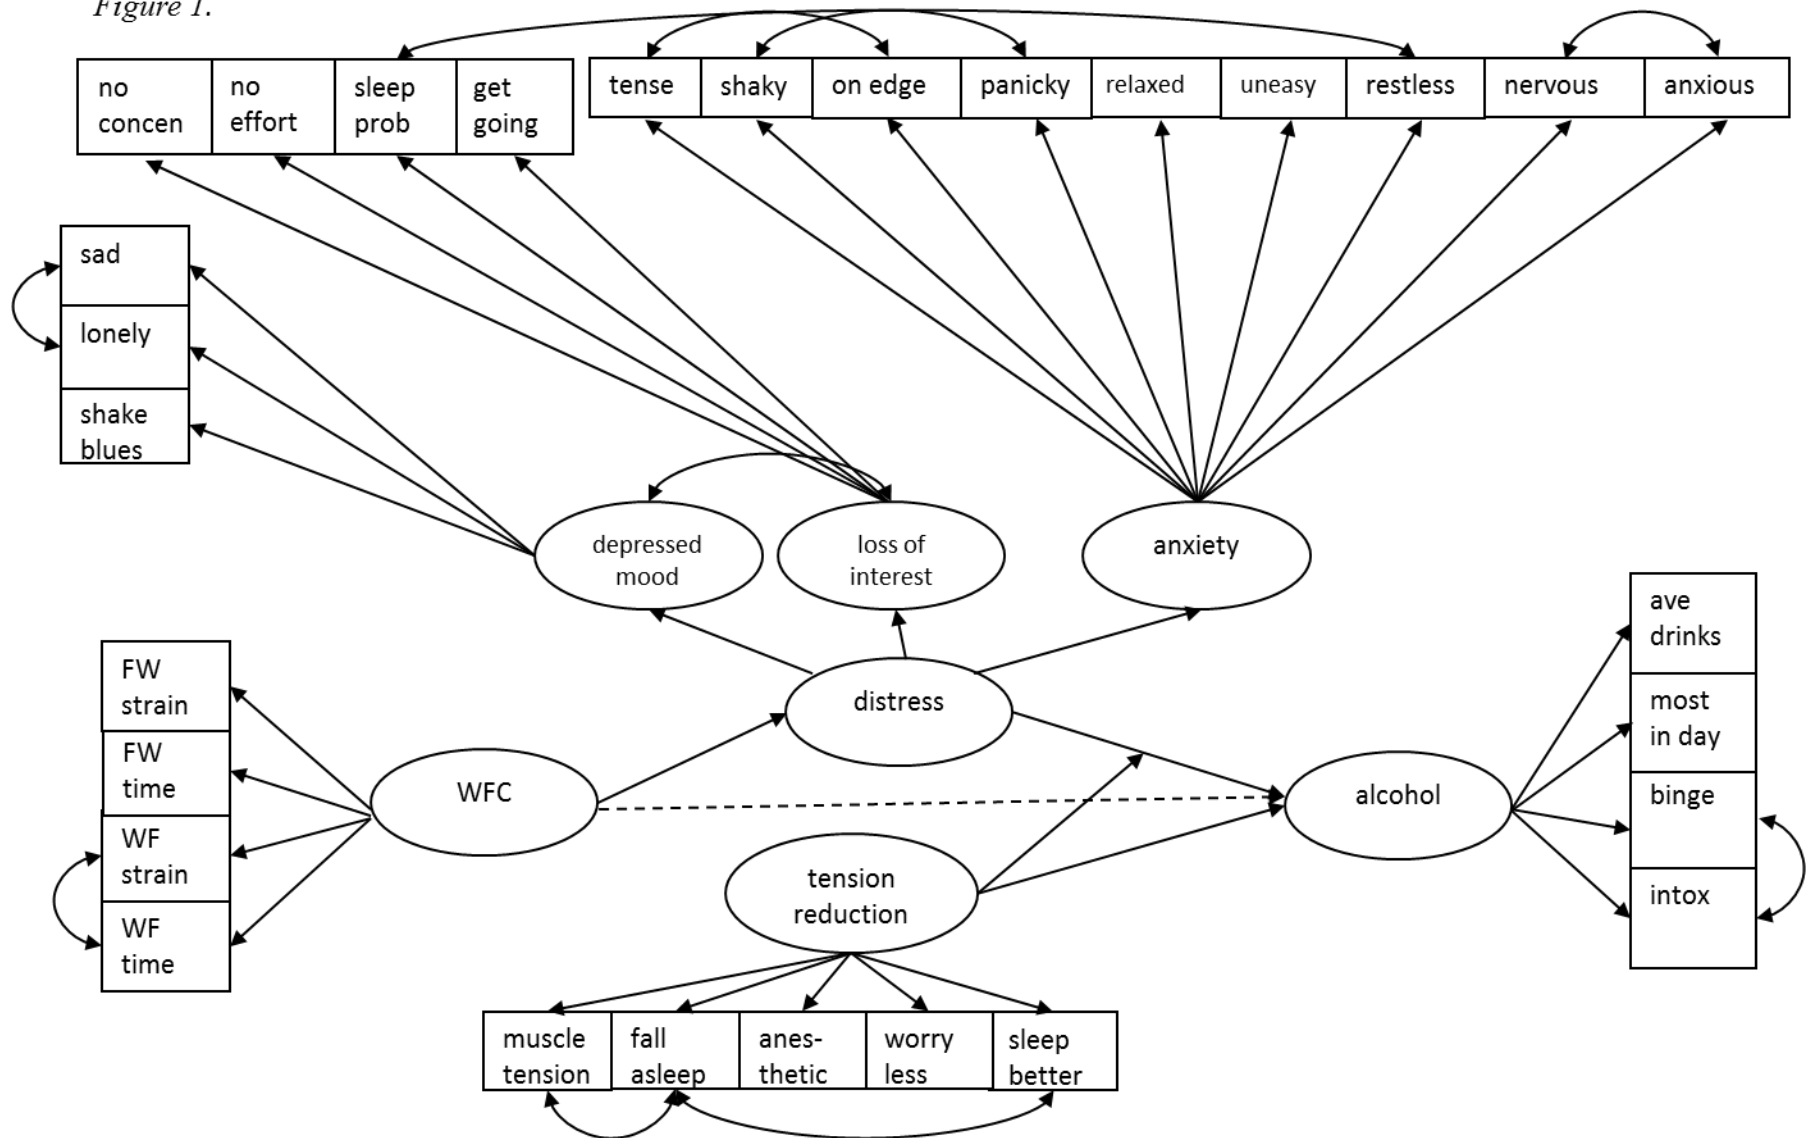 Figure 1.
no
concen
no
effort
sleep
prob
get
going
tense
shaky
on edge
panicky
relaxed
uneasy
restless
nervous
anxious
sad
lonely
shake
blues
depressed
mood
loss of
interest
anxiety
distress
FW
strain
FW
time
WF
strain
WF
time
WFC
tension
reduction
alcohol
ave
drinks
most
in day
binge
intox
muscle
tension
fall
asleep
anes-
thetic
worry
less
sleep
better